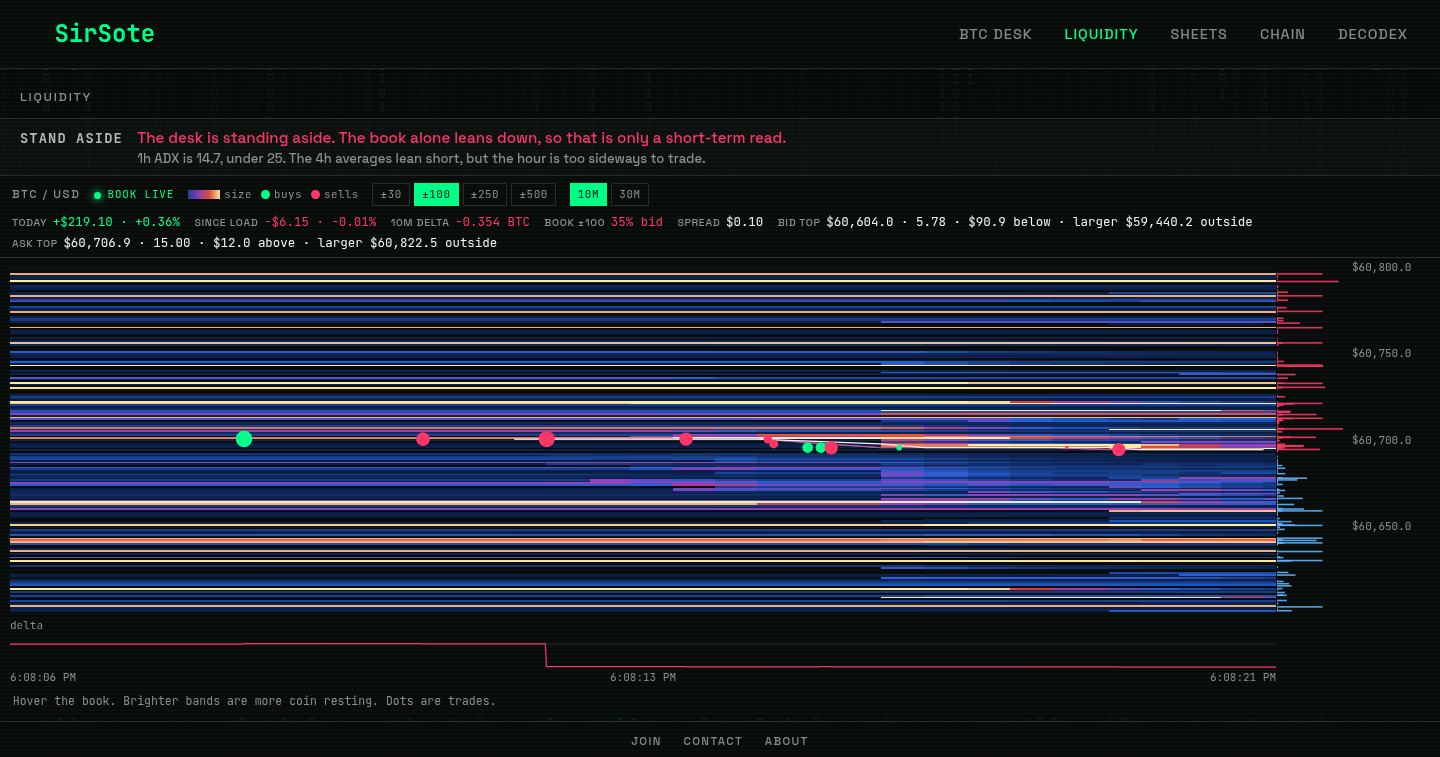 SirSote
BTC DESK LIQUIDITY SHEETS CHAIN DECODEX
LIQUIDITY
STAND ASIDE The desk is standing aside. The book alone leans down, so that is only a short-term read.
1h ADX is 14.7, under 25. The 4h averages lean short, but the hour is too sideways to trade.
BTC / USD BOOK LIVE size buys sells ±30 ±100 ±250 ±500 10M 30M
TODAY +$219.10 · +0.36% SINCE LOAD -$6.15 · -0.01% 10M DELTA -0.354 BTC BOOK ±100 35% bid SPREAD $0.10 BID TOP $60,604.0 · 5.78 · $90.9 below · larger $59,440.2 outside
ASK TOP $60,706.9 · 15.00 · $12.0 above · larger $60,822.5 outside
$60,800.0
$60,750.0
$60,700.0
$60,650.0
delta
6:08:06 PM 6:08:13 PM 6:08:21 PM
Hover the book. Brighter bands are more coin resting. Dots are trades.
JOIN CONTACT ABOUT